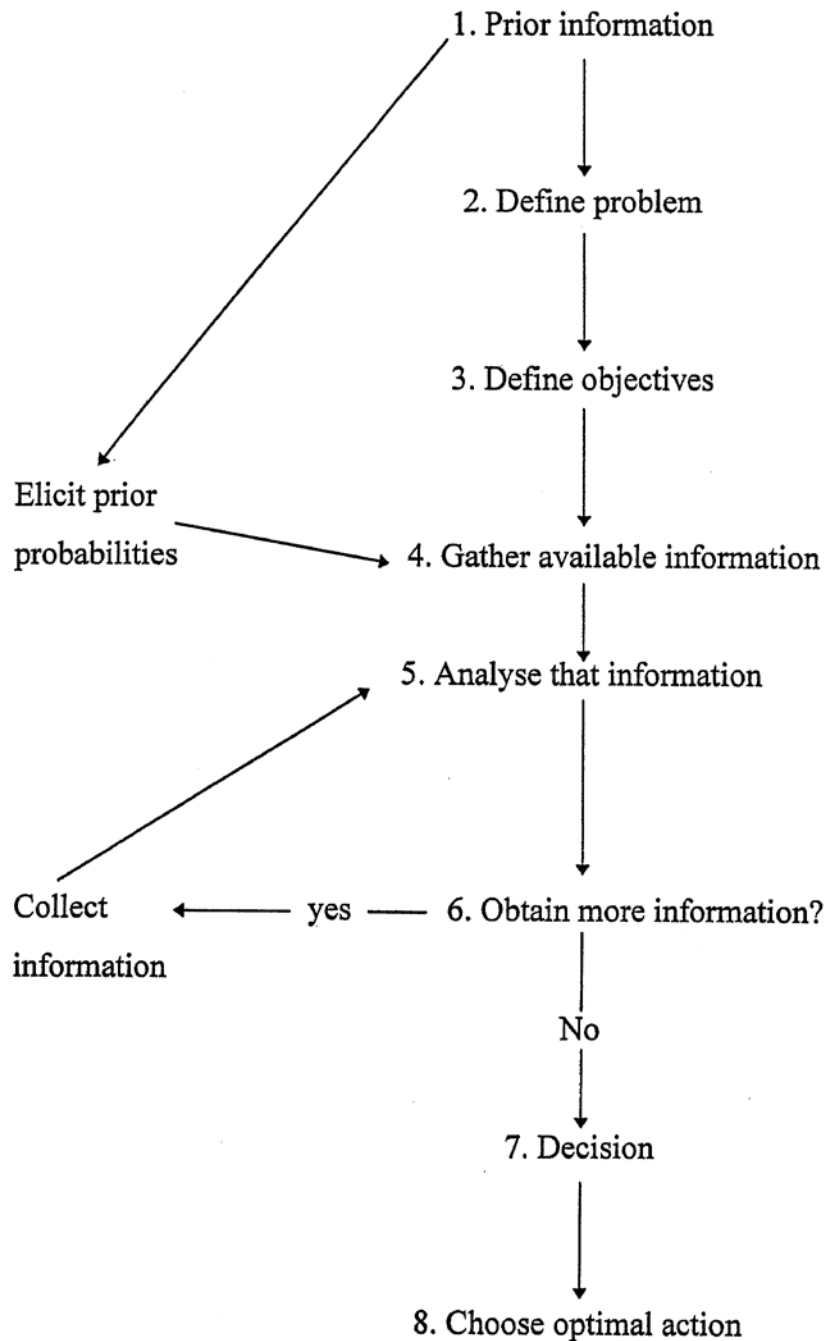 1. Prior information
2. Define problem
3. Define objectives
Elicit prior
probabilities
4. Gather available information
5. Analyse that information
6. Obtain more information?
yes
Collect
information
No
7. Decision
8. Choose optimal action